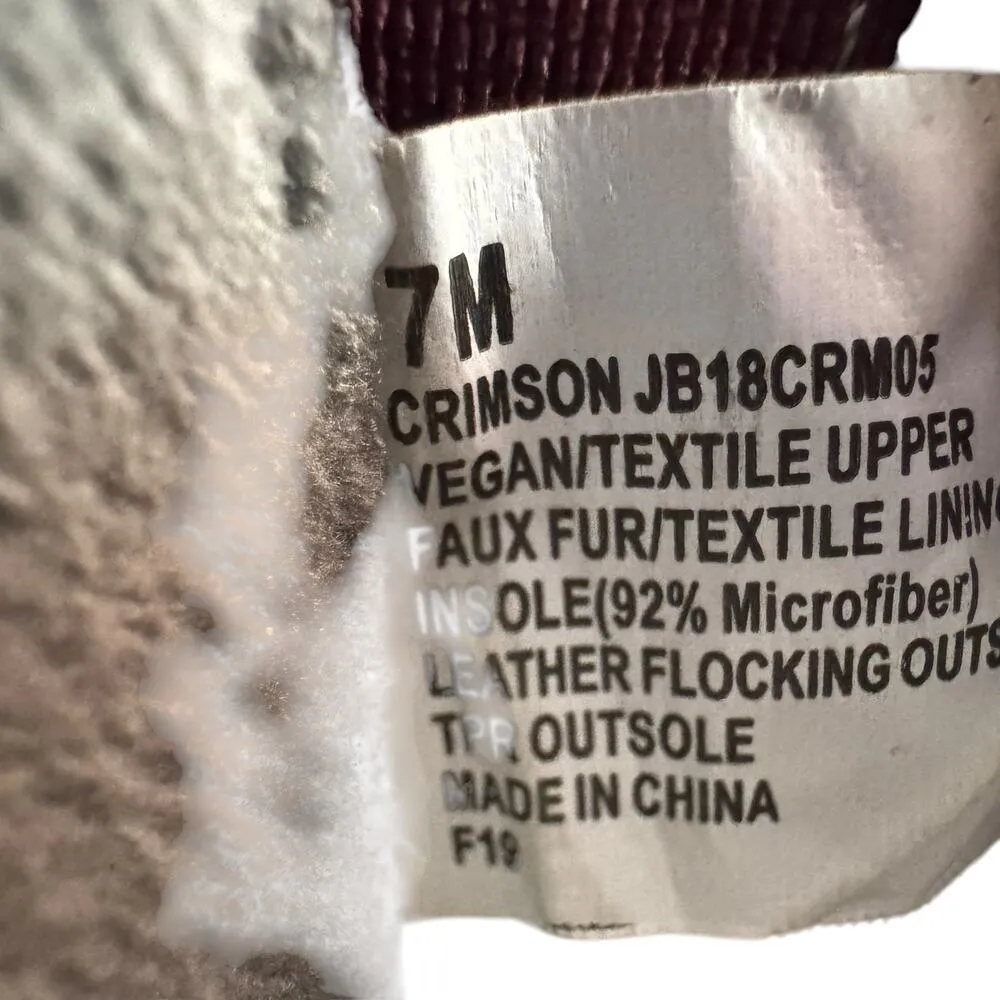 7M
CRIMSON JB18CRM05
VEGAN/TEXTILE UPPER
FAUX FUR/TEXTILE LINING
INSOLE(92% Microfiber)
LEATHER FLOCKING OUTS
TPR OUTSOLE
MADE IN CHINA
F19